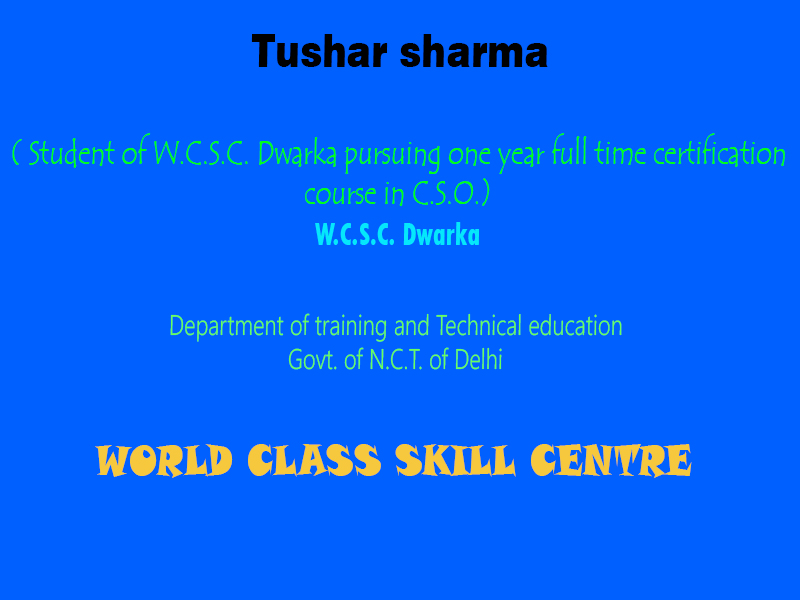 Tushar sharma
( Student of W.C.S.C. Dwarka pursuing one year full time certification
course in C.S.O.)
W.C.S.C. Dwarka
Department of training and Technical education
Govt. of N.C.T. of Delhi
WORLD CLASS SKILL CENTRE